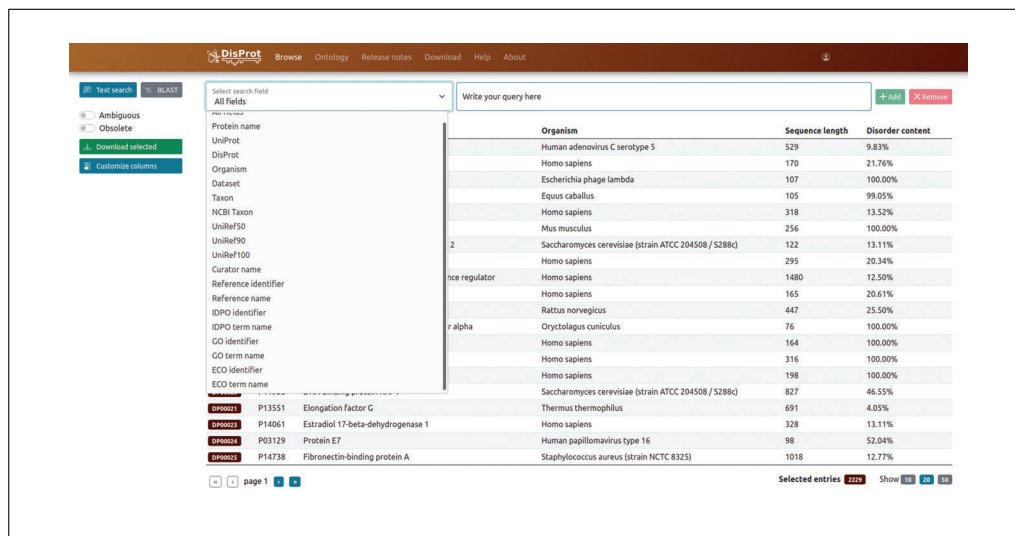 DisProt Browse Ontology Release notes Download Help About
Text search BLAST
Select search field
All fields
Write your query here
+ Add
X Remove
Ambiguous
Obsolete
Download selected
Customize columns
All fields
Protein name
UniProt
DisProt
Organism
Dataset
Taxon
NCBI Taxon
UniRef50
UniRef90
UniRef100
Curator name
Reference identifier
Reference name
IDPO identifier
IDPO term name
GO identifier
GO term name
ECO identifier
ECO term name
Organism Sequence length Disorder content
Human adenovirus C serotype 5 529 9.83%
Homo sapiens 170 21.76%
Escherichia phage lambda 107 100.00%
Equus caballus 105 99.05%
Homo sapiens 318 13.52%
Mus musculus 256 100.00%
2 Saccharomyces cerevisiae (strain ATCC 204508 / S288c) 122 13.11%
Homo sapiens 295 20.34%
nce regulator Homo sapiens 1480 12.50%
Homo sapiens 165 20.61%
Rattus norvegicus 447 25.50%
r alpha Oryctolagus cuniculus 76 100.00%
Homo sapiens 164 100.00%
Homo sapiens 316 100.00%
Homo sapiens 198 100.00%
Saccharomyces cerevisiae (strain ATCC 204508 / S288c) 827 46.55%
DP00021 P13551 Elongation factor G Thermus thermophilus 691 4.05%
DP00023 P14061 Estradiol 17-beta-dehydrogenase 1 Homo sapiens 328 13.11%
DP00024 P03129 Protein E7 Human papillomavirus type 16 98 52.04%
DP00025 P14738 Fibronectin-binding protein A Staphylococcus aureus (strain NCTC 8325) 1018 12.77%
« ‹ page 1 › »
Selected entries 2229 Show 10 20 50